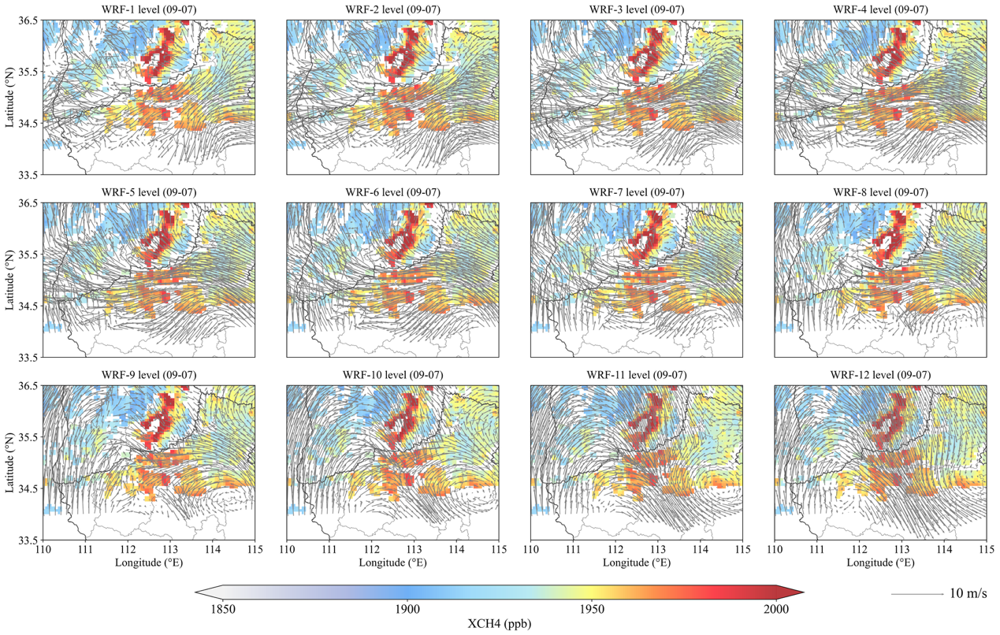 WRF-1 level (09-07)
WRF-2 level (09-07)
WRF-3 level (09-07)
WRF-4 level (09-07)
36.5
35.5
34.5
33.5
Latitude (°N)
WRF-5 level (09-07)
WRF-6 level (09-07)
WRF-7 level (09-07)
WRF-8 level (09-07)
36.5
35.5
34.5
33.5
Latitude (°N)
WRF-9 level (09-07)
WRF-10 level (09-07)
WRF-11 level (09-07)
WRF-12 level (09-07)
36.5
35.5
34.5
33.5
Latitude (°N)
110 111 112 113 114 115
110 111 112 113 114 115
110 111 112 113 114 115
110 111 112 113 114 115
Longitude (°E)
Longitude (°E)
Longitude (°E)
Longitude (°E)
1850 1900 1950 2000
XCH4 (ppb)
10 m/s